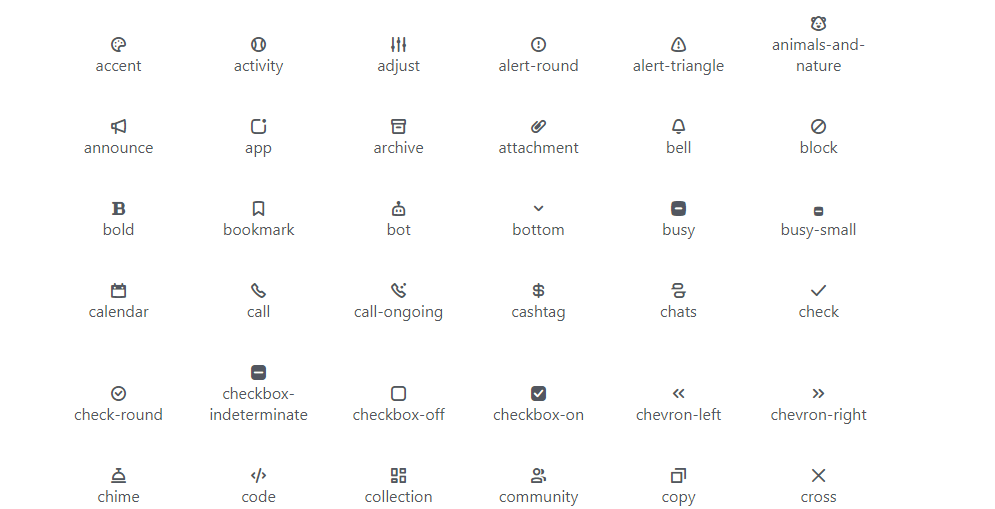 accent
activity
adjust
alert-round
alert-triangle
animals-and-
nature
announce
app
archive
attachment
bell
block
bold
bookmark
bot
bottom
busy
busy-small
calendar
call
call-ongoing
cashtag
chats
check
check-round
checkbox-
indeterminate
checkbox-off
checkbox-on
chevron-left
chevron-right
chime
code
collection
community
copy
cross